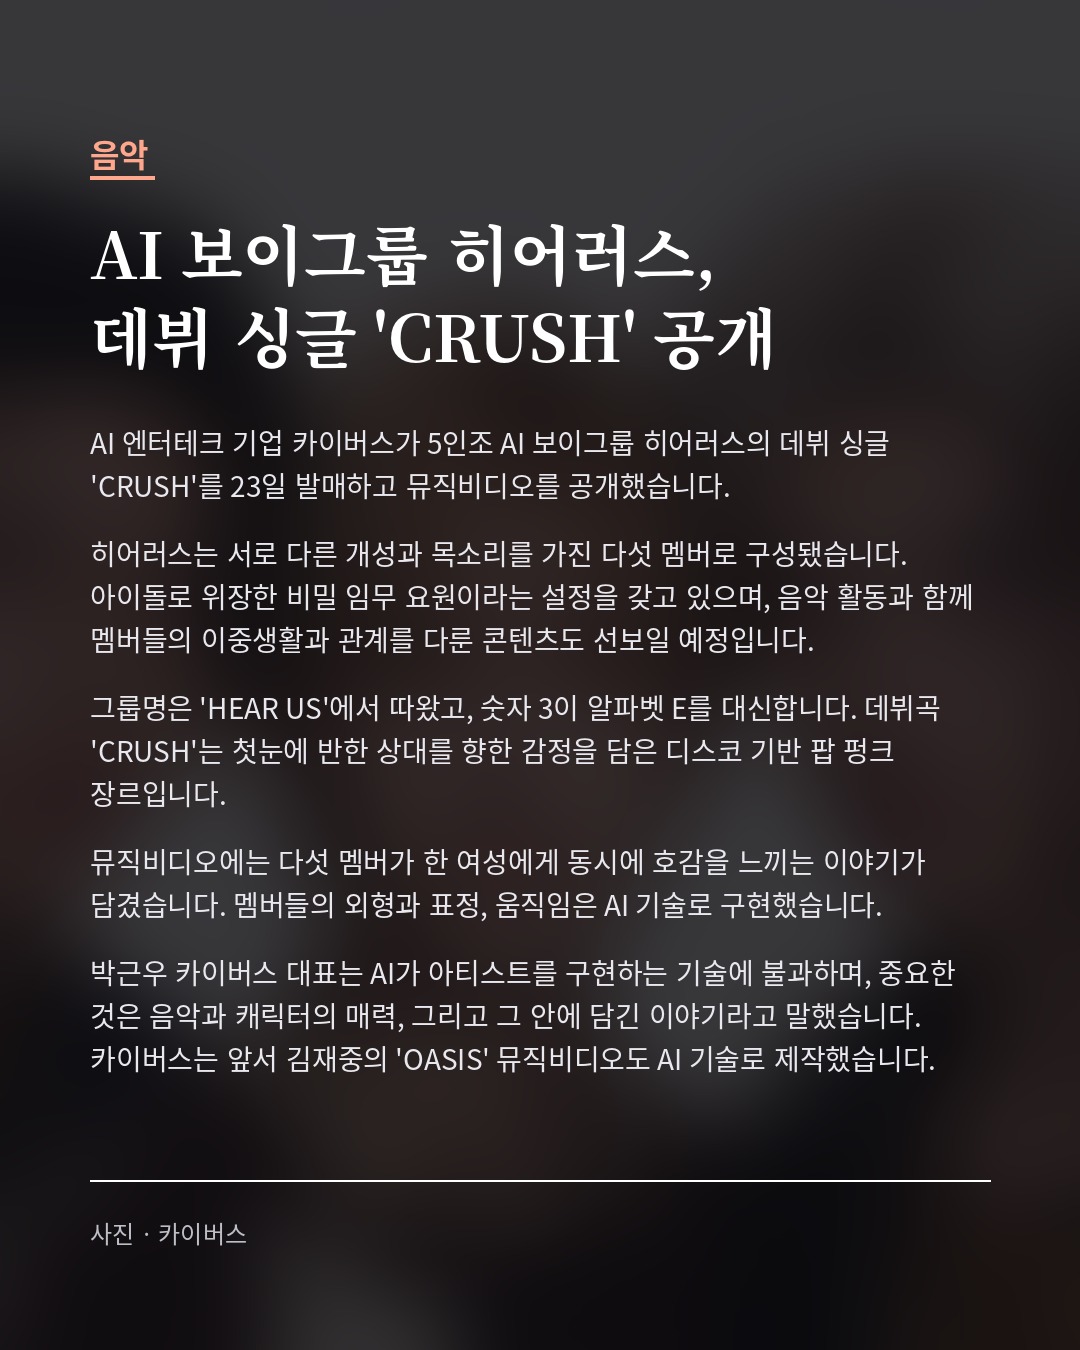 음악
AI 보이그룹 히어러스,
데뷔 싱글 'CRUSH' 공개
AI 엔터테크 기업 카이버스가 5인조 AI 보이그룹 히어러스의 데뷔 싱글
'CRUSH'를 23일 발매하고 뮤직비디오를 공개했습니다.
히어러스는 서로 다른 개성과 목소리를 가진 다섯 멤버로 구성됐습니다.
아이돌로 위장한 비밀 임무 요원이라는 설정을 갖고 있으며, 음악 활동과 함께
멤버들의 이중생활과 관계를 다룬 콘텐츠도 선보일 예정입니다.
그룹명은 'HEAR US'에서 따왔고, 숫자 3이 알파벳 E를 대신합니다. 데뷔곡
'CRUSH'는 첫눈에 반한 상대를 향한 감정을 담은 디스코 기반 팝 펑크
장르입니다.
뮤직비디오에는 다섯 멤버가 한 여성에게 동시에 호감을 느끼는 이야기가
담겼습니다. 멤버들의 외형과 표정, 움직임은 AI 기술로 구현했습니다.
박근우 카이버스 대표는 AI가 아티스트를 구현하는 기술에 불과하며, 중요한
것은 음악과 캐릭터의 매력, 그리고 그 안에 담긴 이야기라고 말했습니다.
카이버스는 앞서 김재중의 'OASIS' 뮤직비디오도 AI 기술로 제작했습니다.
사진 · 카이버스